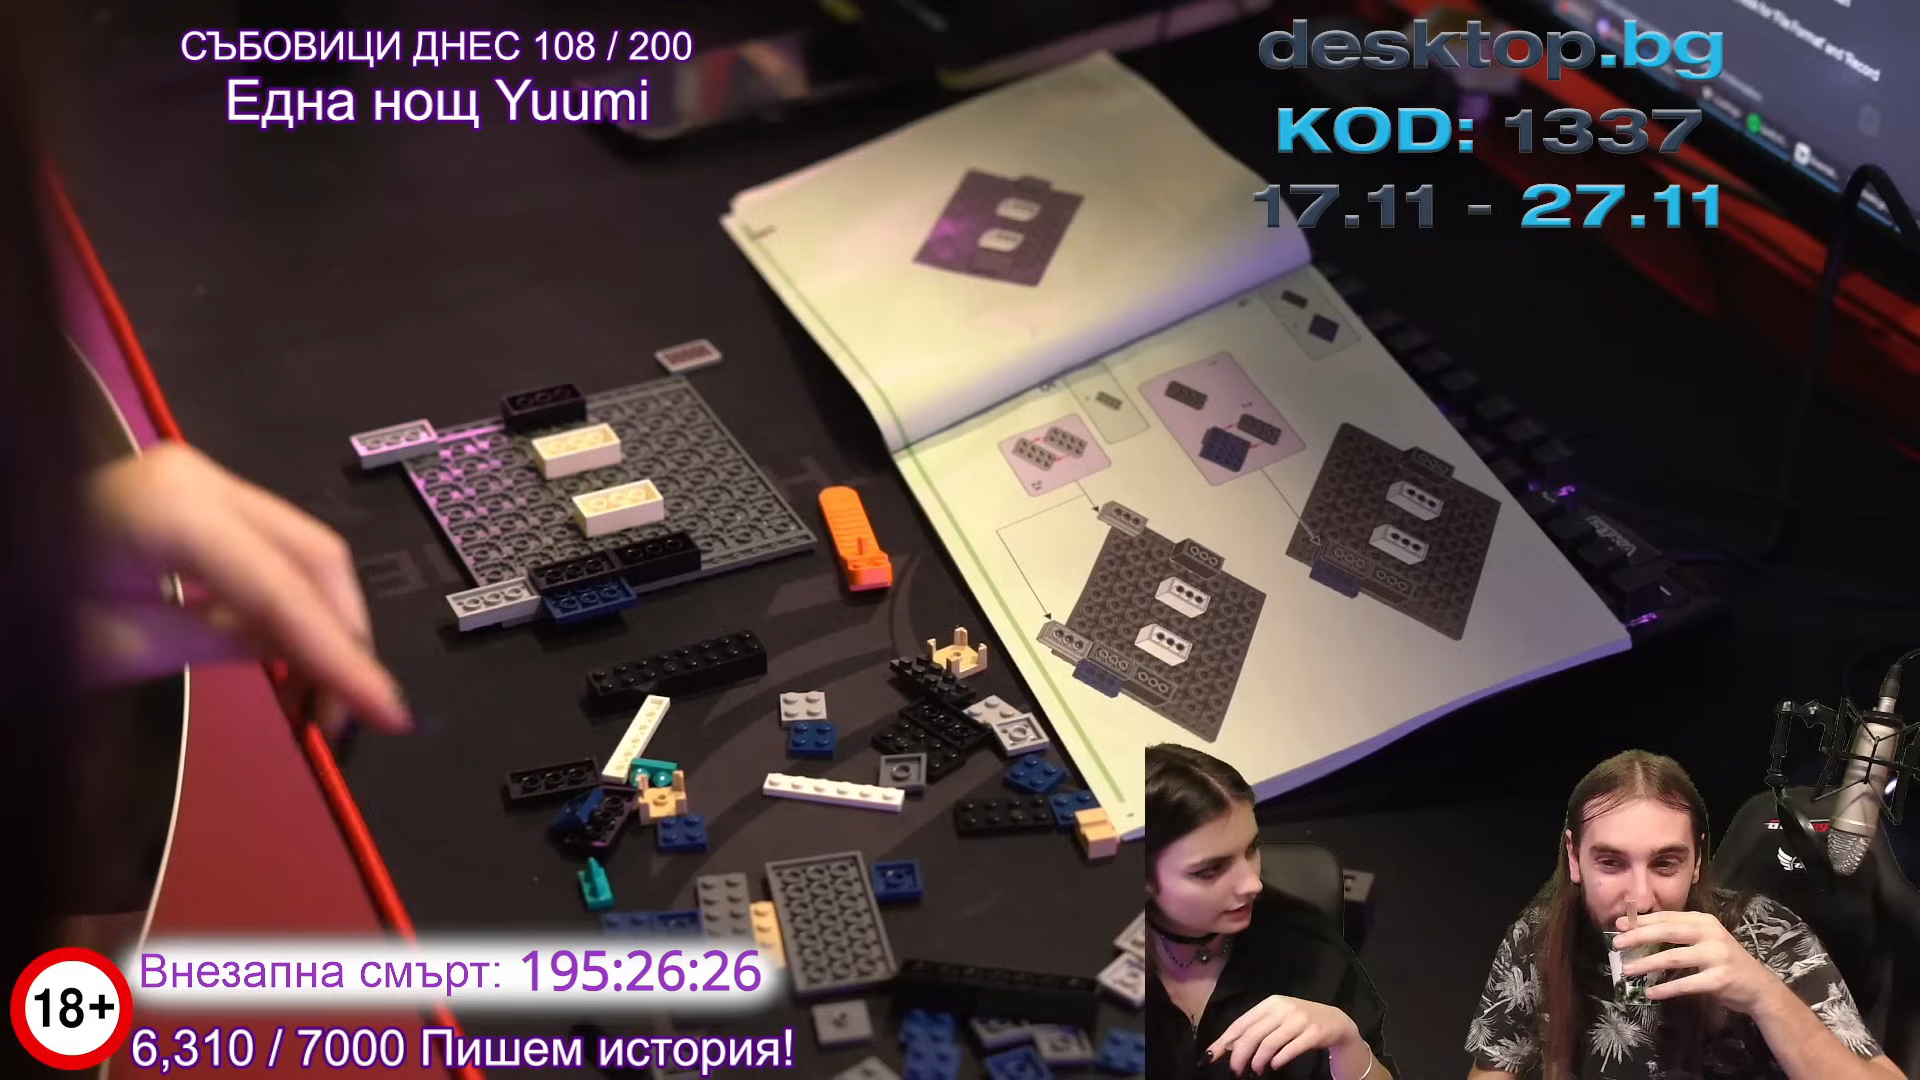 СЪБОВИЦИ ДНЕС 108 / 200
Една нощ Yuumi
desktop.bg
KOD: 1337
17.11 - 27.11
Внезапна смърт: 195:26:26
18+
6,310 / 7000 Пишем история!